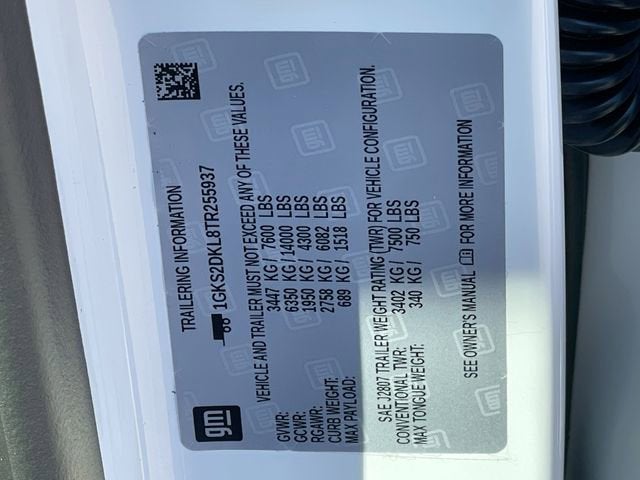 gm
TRAILERING INFORMATION
1GKS2DKL8TR255937
VEHICLE AND TRAILER MUST NOT EXCEED ANY OF THESE VALUES.
GVWR: 3447 KG / 7600 LBS
GCWR: 6350 KG / 14000 LBS
RGAWR: 1950 KG / 4300 LBS
CURB WEIGHT: 2758 KG / 6082 LBS
MAX PAYLOAD: 689 KG / 1518 LBS
SAE J2807 TRAILER WEIGHT RATING (TWR) FOR VEHICLE CONFIGURATION.
CONVENTIONAL TWR: 3402 KG / 7500 LBS
MAX TONGUE WEIGHT: 340 KG / 750 LBS
SEE OWNER'S MANUAL FOR MORE INFORMATION